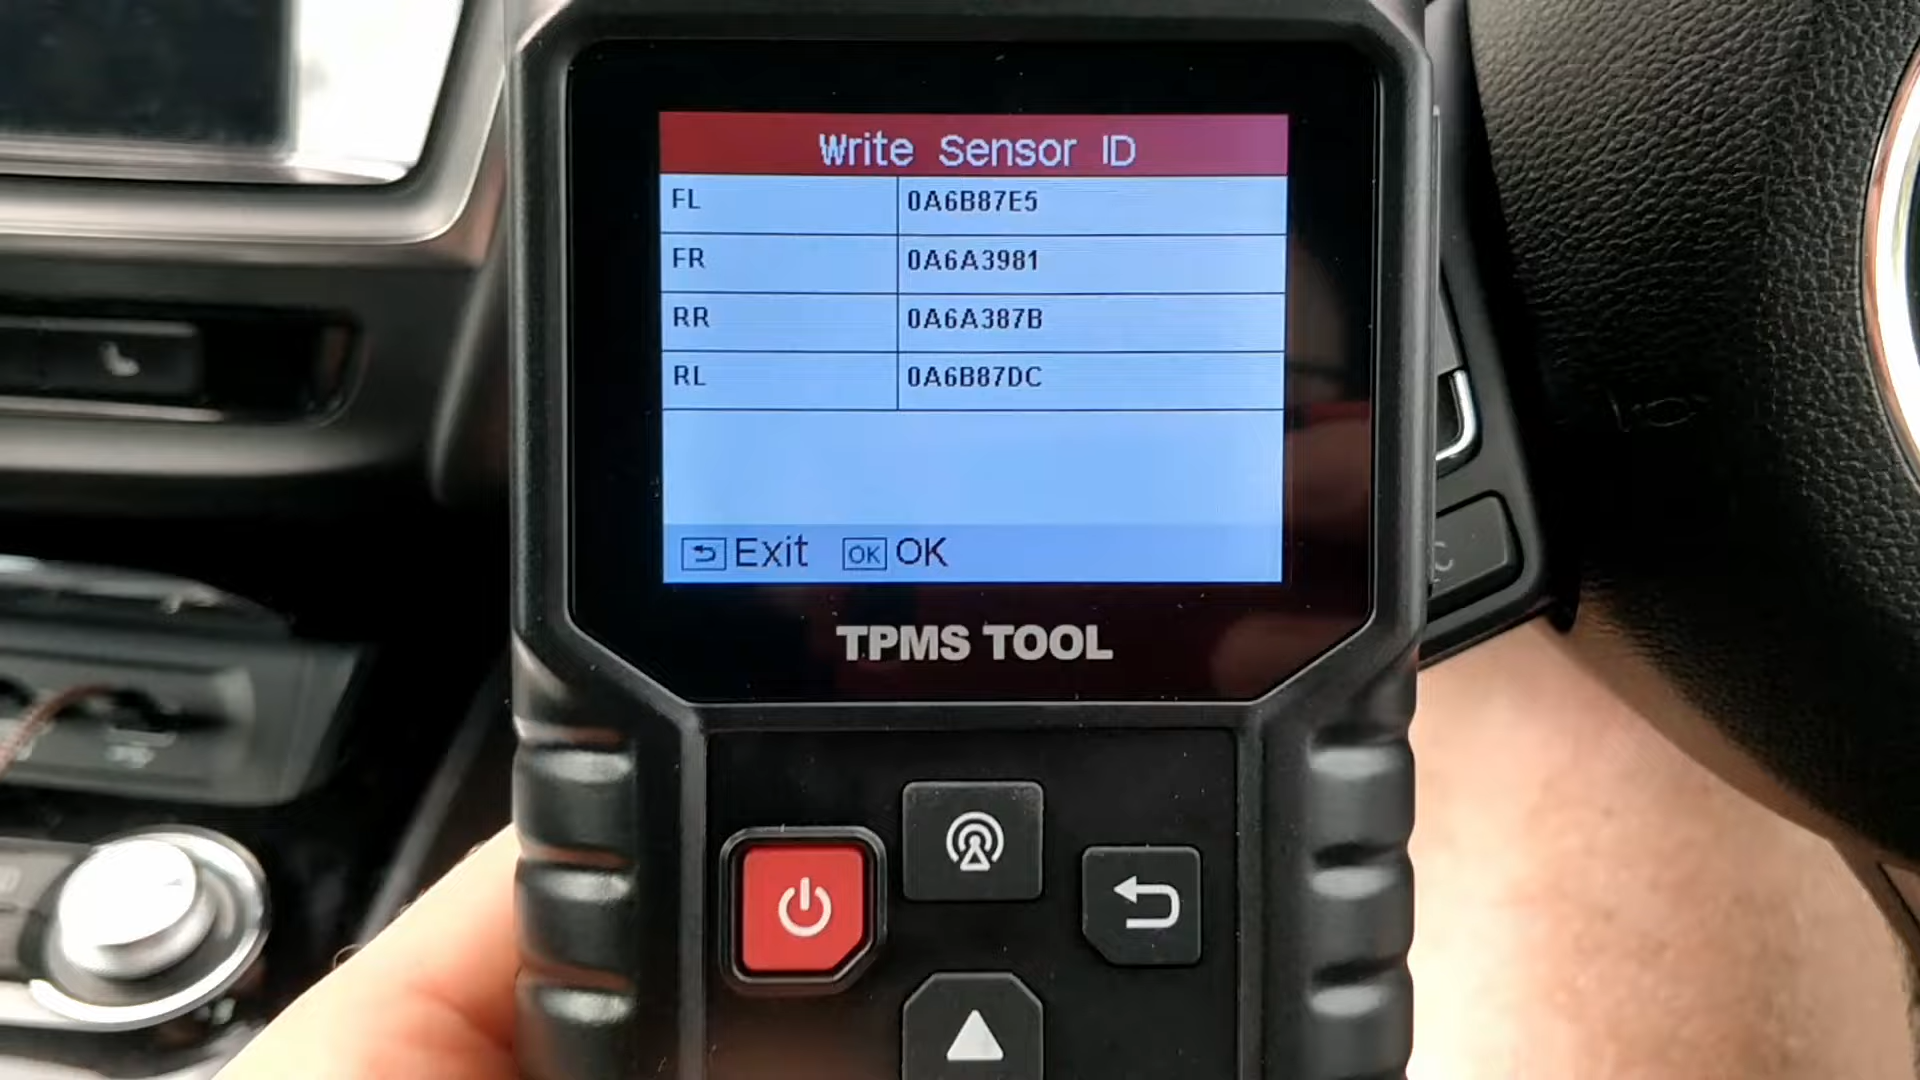 Write Sensor ID
FL 0A6B87E5
FR 0A6A3981
RR 0A6A387B
RL 0A6B87DC
Exit OK OK
TPMS TOOL